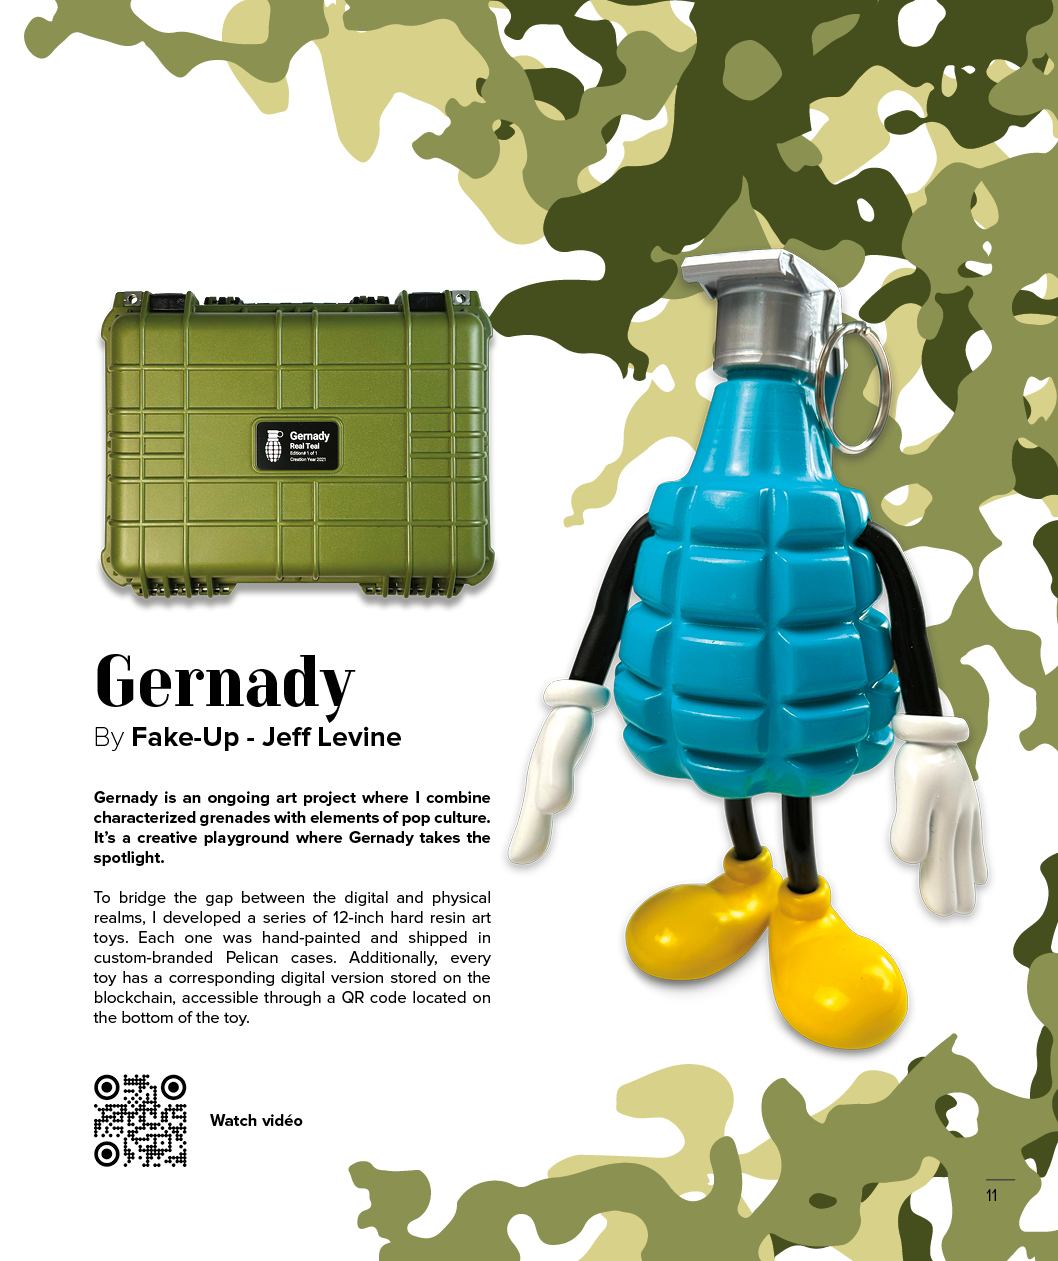 Gernady
Real Teal
Edition# 1 of 1
Creation Year 2021
Gernady
By Fake-Up - Jeff Levine
Gernady is an ongoing art project where I combine
characterized grenades with elements of pop culture.
It's a creative playground where Gernady takes the
spotlight.
To bridge the gap between the digital and physical
realms, I developed a series of 12-inch hard resin art
toys. Each one was hand-painted and shipped in
custom-branded Pelican cases. Additionally, every
toy has a corresponding digital version stored on the
blockchain, accessible through a QR code located on
the bottom of the toy.
Watch vidéo
11